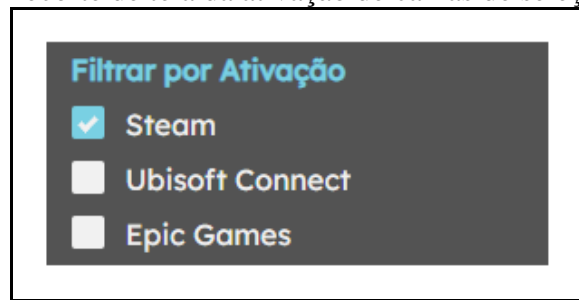 Filtrar por Ativação
Steam
Ubisoft Connect
Epic Games